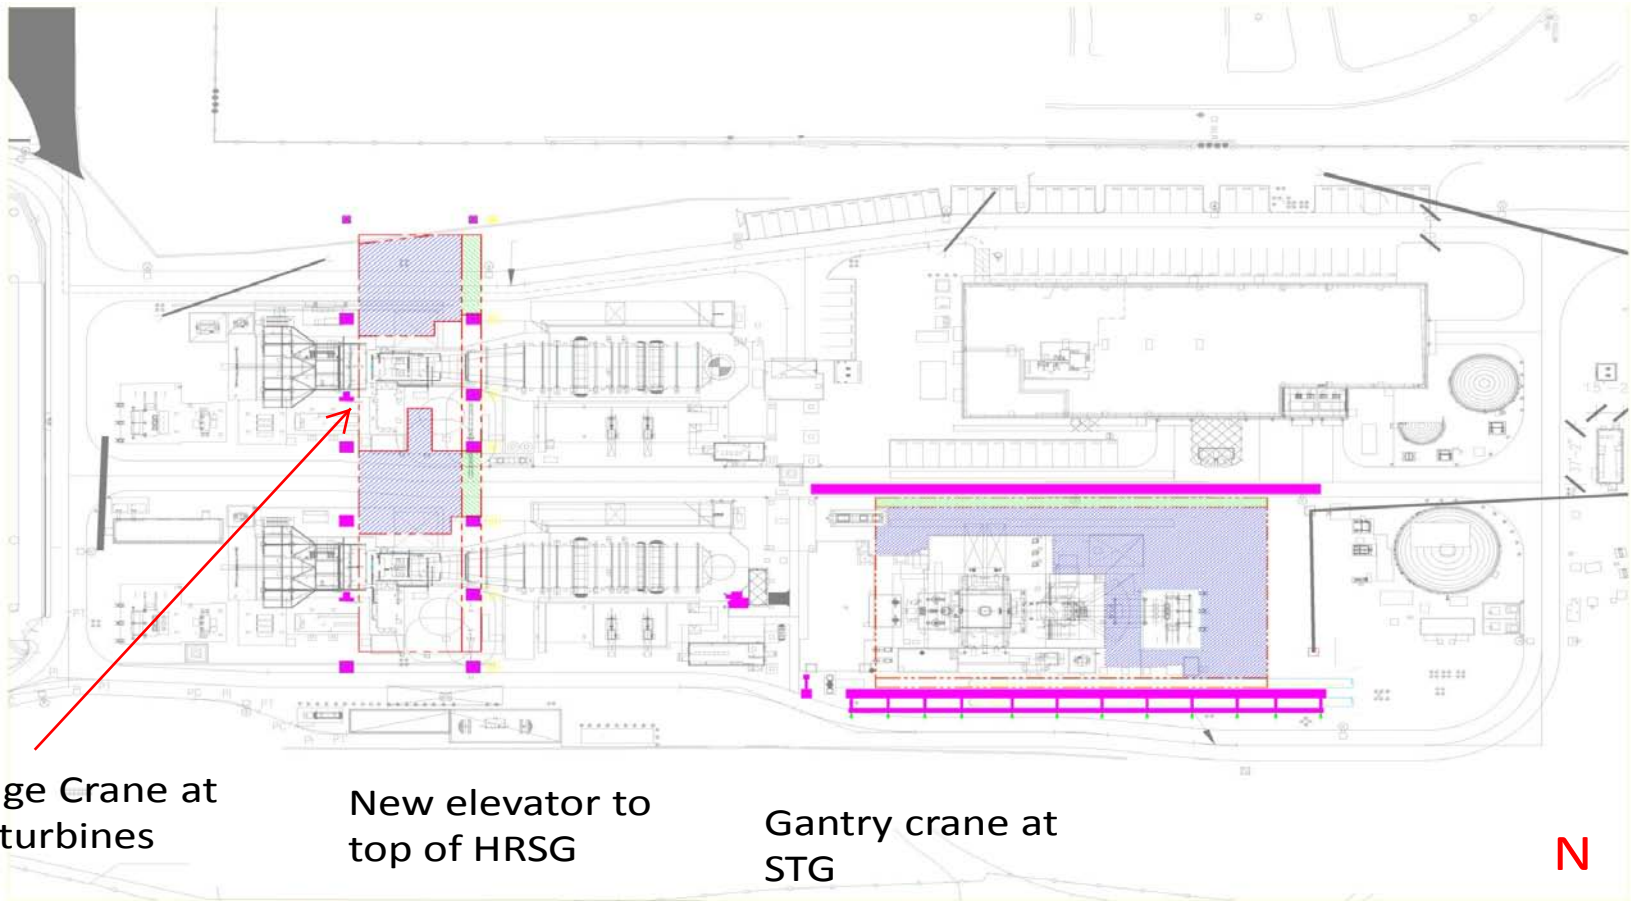 ge Crane at
turbines
New elevator to
top of HRSG
Gantry crane at
STG
N